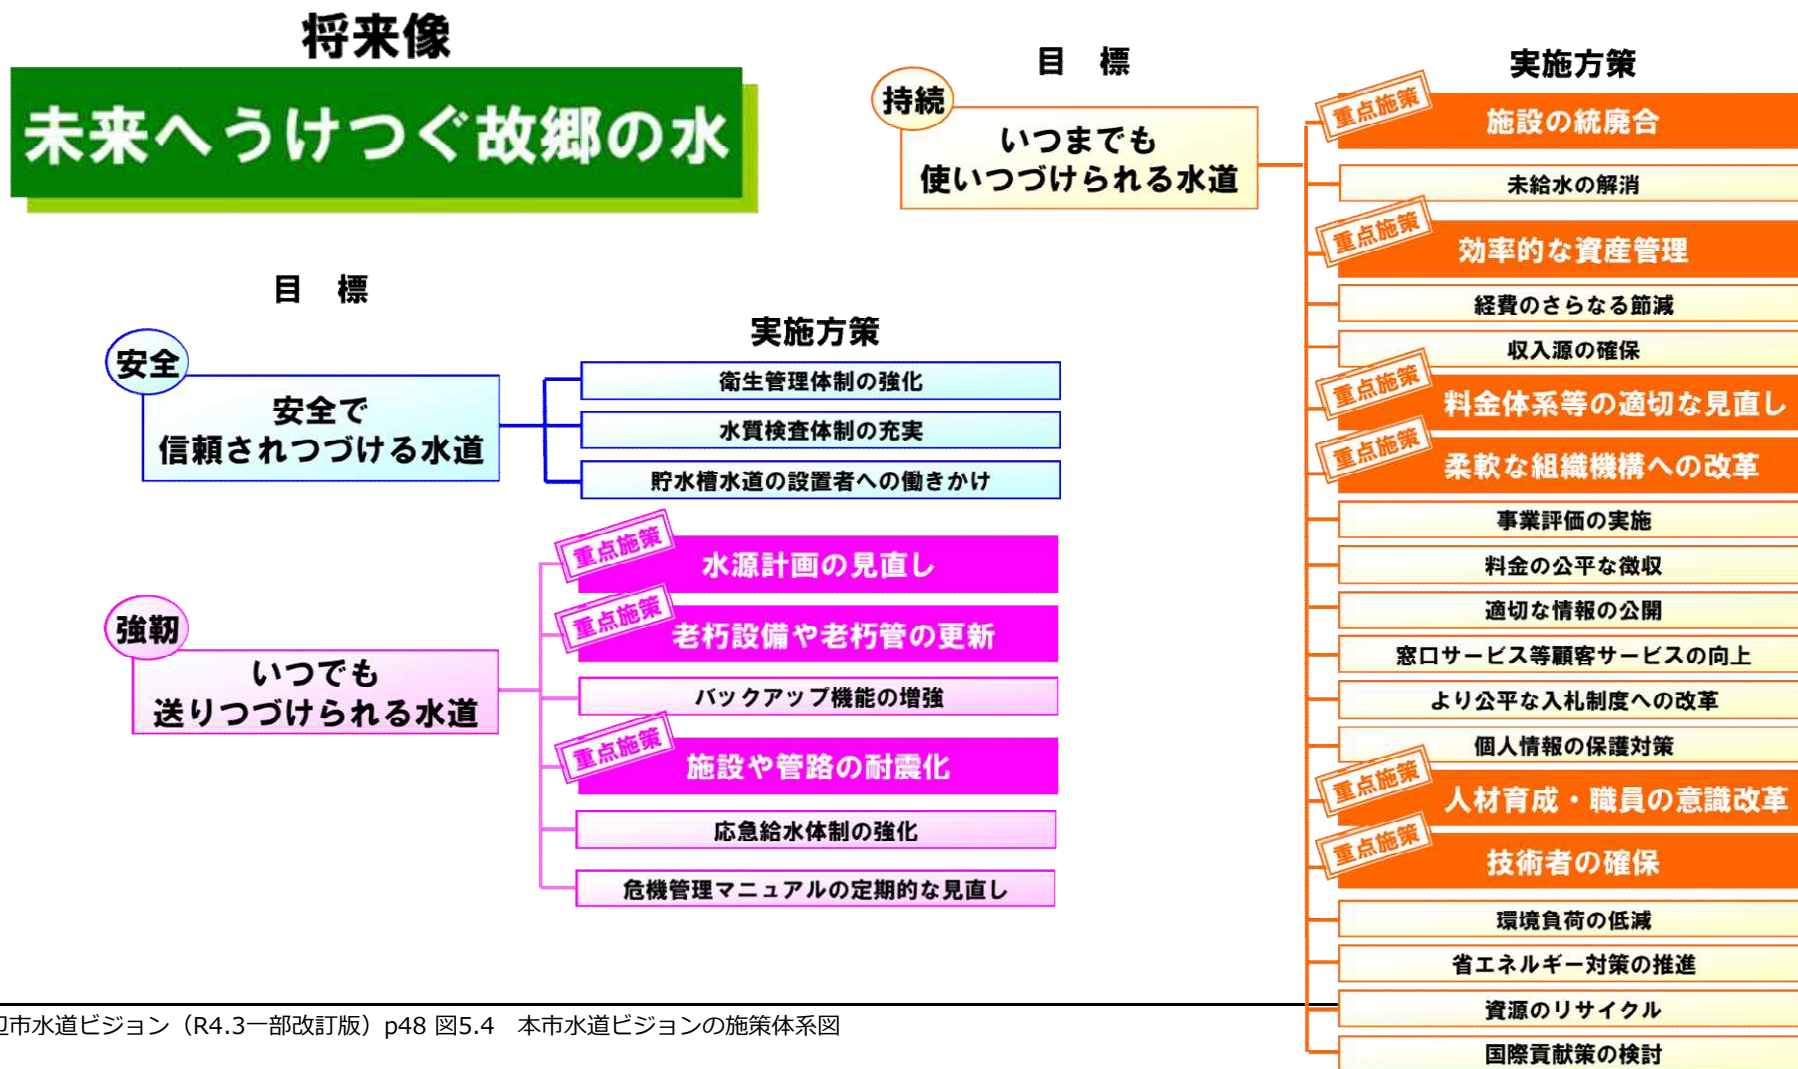 将来像
未来へうけつぐ故郷の水
目 標
安全
安全で
信頼されつづける水道
実施方策
衛生管理体制の強化
水質検査体制の充実
貯水槽水道の設置者への働きかけ
強靭
いつでも
送りつづけられる水道
重点施策
水源計画の見直し
重点施策
老朽設備や老朽管の更新
バックアップ機能の増強
重点施策
施設や管路の耐震化
応急給水体制の強化
危機管理マニュアルの定期的な見直し
目 標
持続
いつまでも
使いつづけられる水道
実施方策
重点施策
施設の統廃合
未給水の解消
重点施策
効率的な資産管理
経費のさらなる節減
収入源の確保
重点施策
料金体系等の適切な見直し
重点施策
柔軟な組織機構への改革
事業評価の実施
料金の公平な徴収
適切な情報の公開
窓口サービス等顧客サービスの向上
より公平な入札制度への改革
個人情報の保護対策
重点施策
人材育成・職員の意識改革
重点施策
技術者の確保
環境負荷の低減
省エネルギー対策の推進
資源のリサイクル
国際貢献策の検討
市水道ビジョン（R4.3一部改訂版）p48 図5.4 本市水道ビジョンの施策体系図